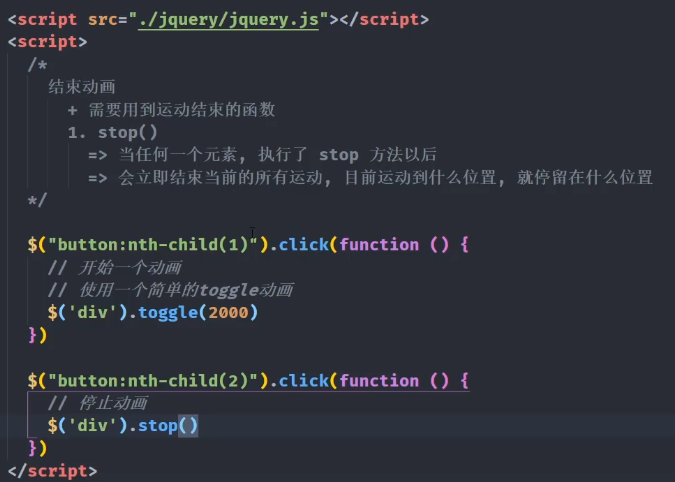 <script src="./jquery/jquery.js"></script>
<script>
/*
结束动画
+ 需要用到运动结束的函数
1. stop()
=> 当任何一个元素, 执行了 stop 方法以后
=> 会立即结束当前的所有运动, 目前运动到什么位置, 就停留在什么位置
*/
$("button:nth-child(1)").click(function () {
// 开始一个动画
// 使用一个简单的toggle动画
$('div').toggle(2000)
})
$("button:nth-child(2)").click(function () {
// 停止动画
$('div').stop()
})
</script>